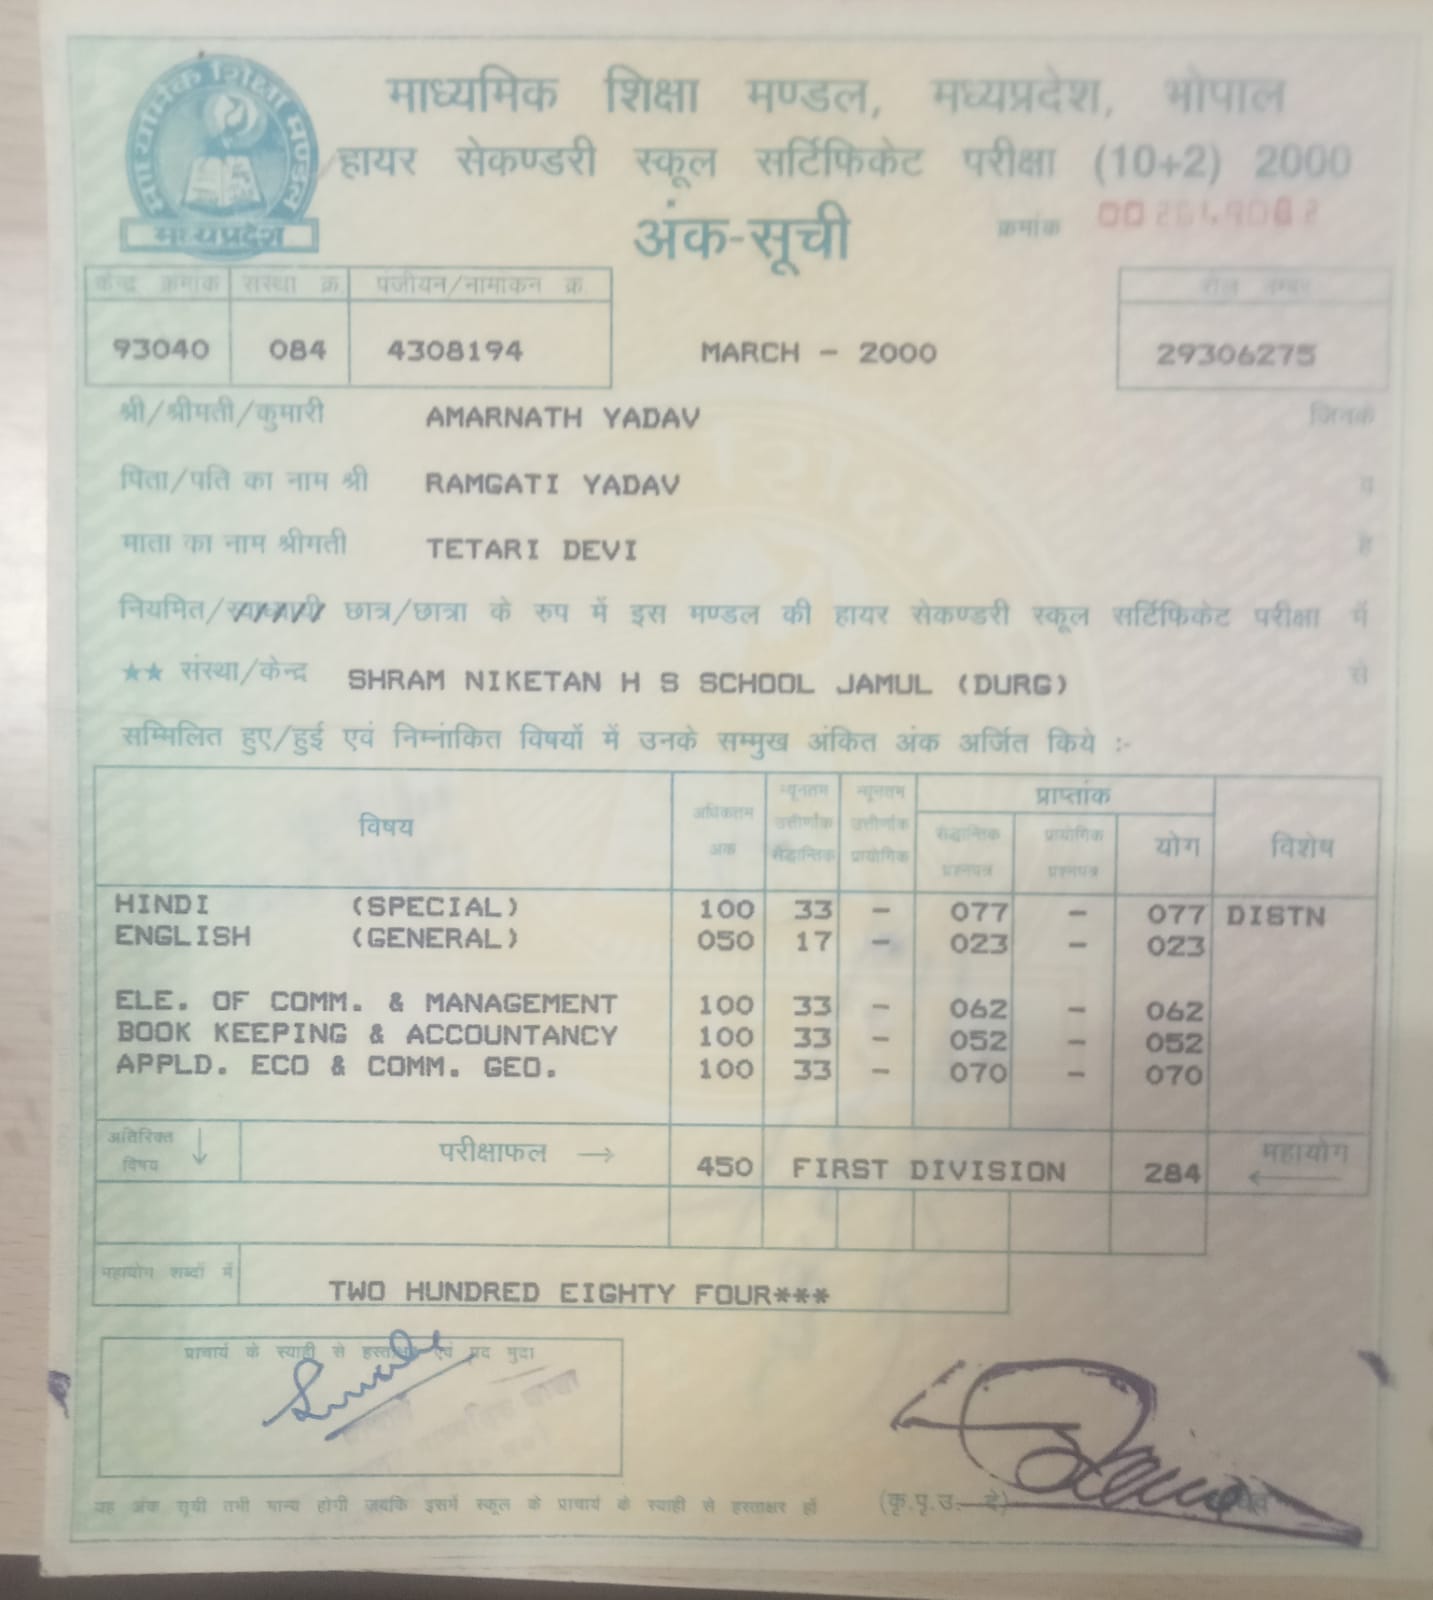 माध्यमिक शिक्षा मण्डल, मध्यप्रदेश, भोपाल
हायर सेकण्डरी स्कूल सर्टिफिकेट परीक्षा (10+2) 2000
माध्यमिक शिक्षा मण्डल
मध्यप्रदेश
अंक-सूची
क्रमांक
केन्द्र क्रमांक संस्था क्र. पंजीयन/नामांकन क्र. रोल नम्बर
93040 084 4308194 MARCH - 2000 29306275
श्री/श्रीमती/कुमारी AMARNATH YADAV जिनके
पिता/पति का नाम श्री RAMGATI YADAV व
माता का नाम श्रीमती TETARI DEVI है
नियमित/ छात्र/छात्रा के रुप में इस मण्डल की हायर सेकण्डरी स्कूल सर्टिफिकेट परीक्षा में
★★ संस्था/केन्द्र SHRAM NIKETAN H S SCHOOL JAMUL (DURG) से
सम्मिलित हुए/हुई एवं निम्नांकित विषयों में उनके सम्मुख अंकित अंक अर्जित किये :-
विषय
अधिकतम अंक
न्यूनतम उत्तीर्णांक सैद्धान्तिक
न्यूनतम उत्तीर्णांक प्रायोगिक
प्राप्तांक
सैद्धान्तिक प्रश्नपत्र
प्रायोगिक प्रश्नपत्र
योग
विशेष
HINDI (SPECIAL) 100 33 - 077 - 077 DISTN
ENGLISH (GENERAL) 050 17 - 023 - 023
ELE. OF COMM. & MANAGEMENT 100 33 - 062 - 062
BOOK KEEPING & ACCOUNTANCY 100 33 - 052 - 052
APPLD. ECO & COMM. GEO. 100 33 - 070 - 070
अतिरिक्त विषय ↓ परीक्षाफल → 450 FIRST DIVISION 284 महायोग ←
महायोग शब्दों में TWO HUNDRED EIGHTY FOUR***
प्राचार्य के स्याही से हस्ताक्षर एवं पद मुद्रा
यह अंक सूची तभी मान्य होगी जबकि इसमें स्कूल के प्राचार्य के स्याही से हस्ताक्षर हों
(कृ.पृ.उ. दे)